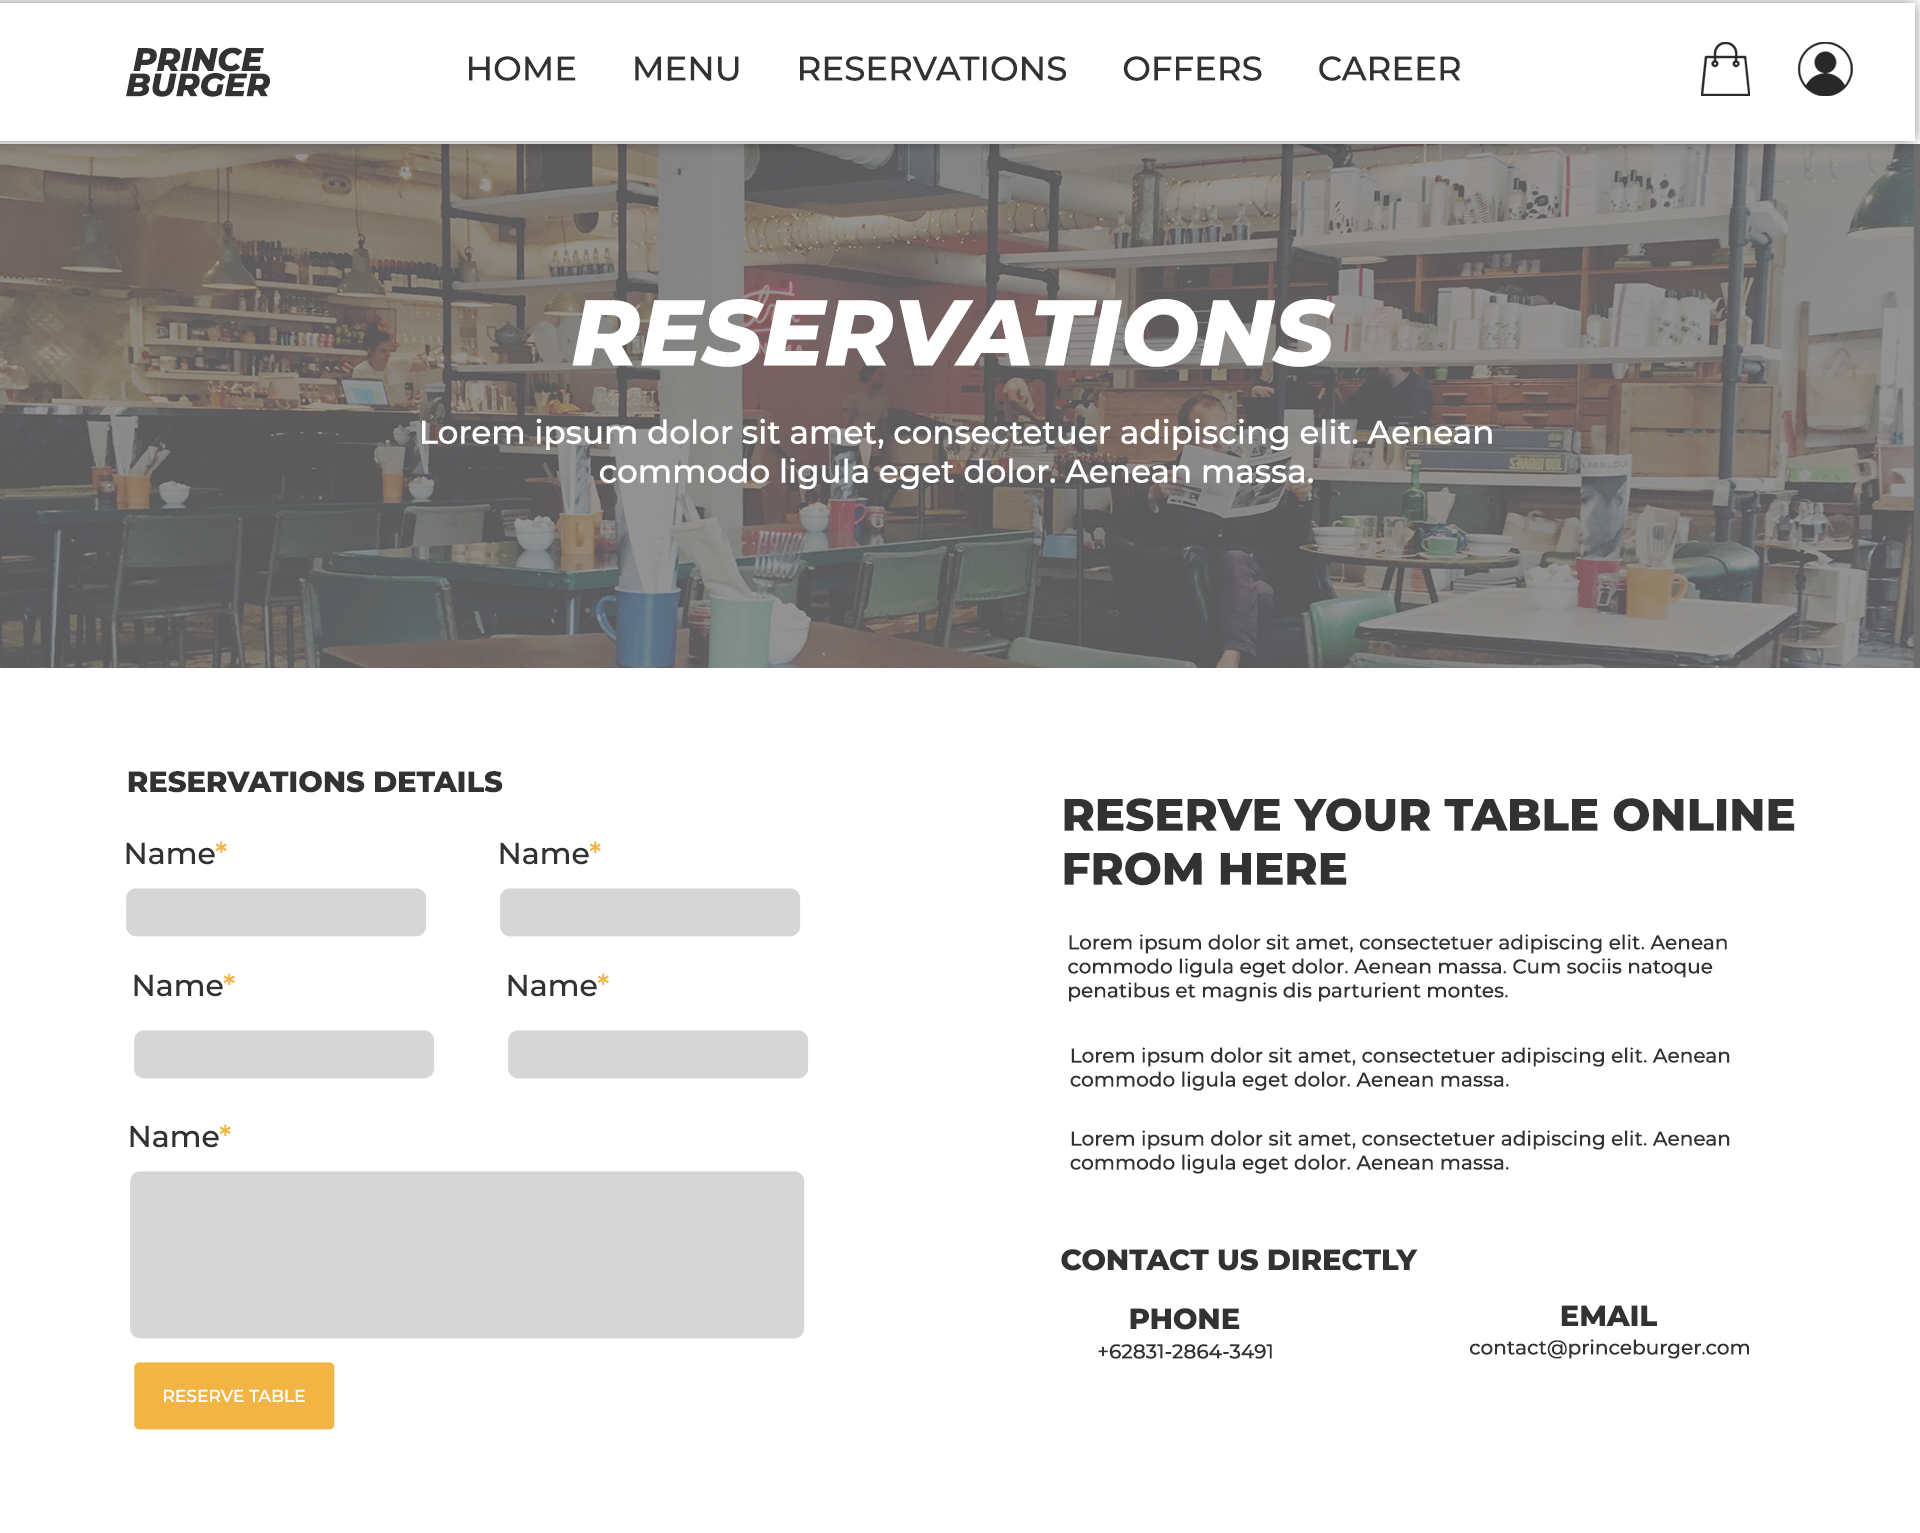 PRINCE
BURGER
HOME MENU RESERVATIONS OFFERS CAREER
RESERVATIONS
Lorem ipsum dolor sit amet, consectetuer adipiscing elit. Aenean
commodo ligula eget dolor. Aenean massa.
RESERVATIONS DETAILS
Name* Name*
Name* Name*
Name*
RESERVE TABLE
RESERVE YOUR TABLE ONLINE
FROM HERE
Lorem ipsum dolor sit amet, consectetuer adipiscing elit. Aenean
commodo ligula eget dolor. Aenean massa. Cum sociis natoque
penatibus et magnis dis parturient montes.
Lorem ipsum dolor sit amet, consectetuer adipiscing elit. Aenean
commodo ligula eget dolor. Aenean massa.
Lorem ipsum dolor sit amet, consectetuer adipiscing elit. Aenean
commodo ligula eget dolor. Aenean massa.
CONTACT US DIRECTLY
PHONE
+62831-2864-3491
EMAIL
contact@princeburger.com